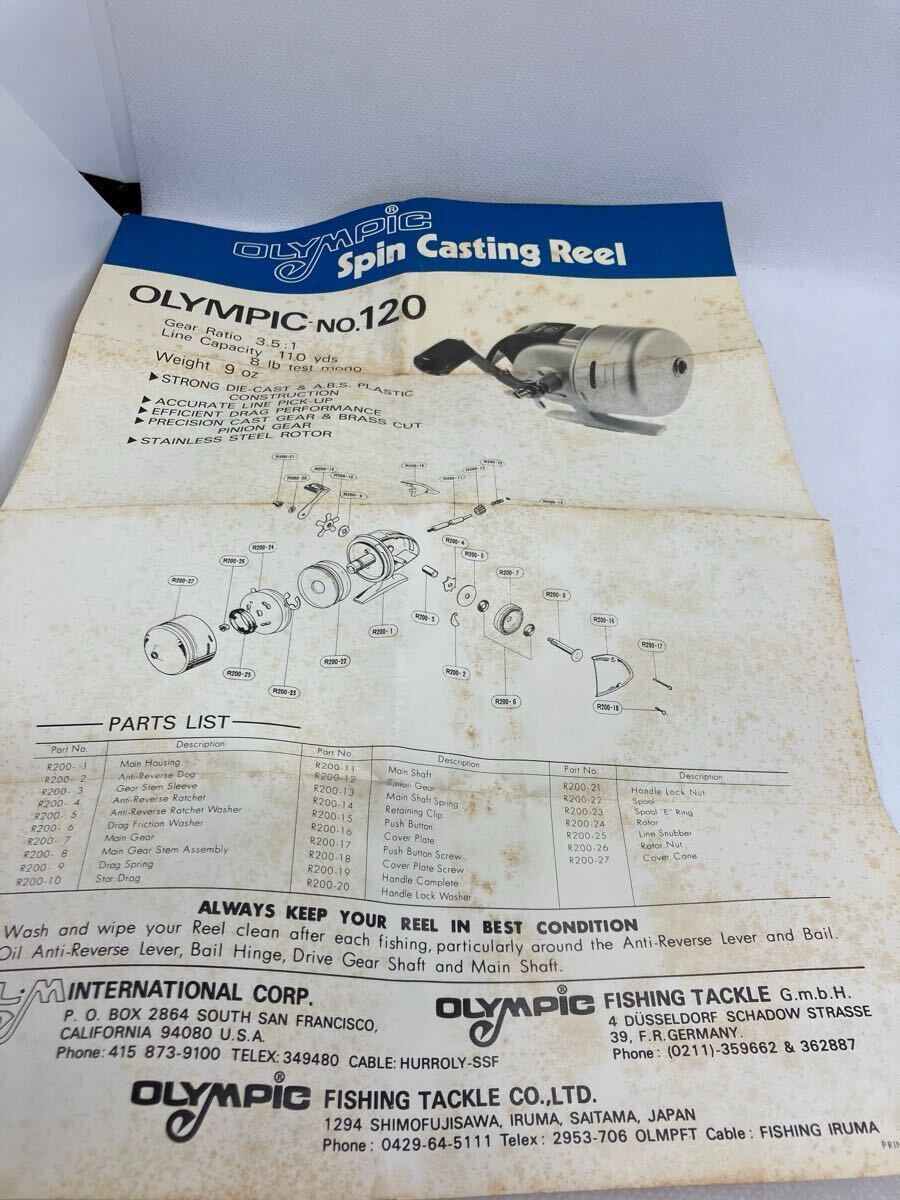 OLYMPIC®
Spin Casting Reel
OLYMPIC-NO.120
Gear Ratio 3.5:1
Line Capacity 110 yds
8 lb test mono
Weight 9 oz
▶STRONG DIE-CAST & A.B.S. PLASTIC
CONSTRUCTION
▶ACCURATE LINE PICK-UP
▶EFFICIENT DRAG PERFORMANCE
▶PRECISION CAST GEAR & BRASS CUT
PINION GEAR
▶STAINLESS STEEL ROTOR
R200-21
R200-20
R200-19
R200-10
R200-9
R200-15
R200-11
R200-12
R200-13
R200-14
R200-4
R200-5
R200-7
R200-8
R200-24
R200-26
R200-27
R200-25
R200-23
R200-22
R200-1
R200-3
R200-2
R200-6
R200-16
R200-17
R200-18
PARTS LIST
Part No. Description
R200- 1 Main Housing
R200- 2 Anti-Reverse Dog
R200- 3 Gear Stem Sleeve
R200- 4 Anti-Reverse Ratchet
R200- 5 Anti-Reverse Ratchet Washer
R200- 6 Drag Friction Washer
R200- 7 Main Gear
R200- 8 Main Gear Stem Assembly
R200- 9 Drag Spring
R200-10 Star Drag
Part No. Description
R200-11 Main Shaft
R200-12 Pinion Gear
R200-13 Main Shaft Spring
R200-14 Retaining Clip
R200-15 Push Button
R200-16 Cover Plate
R200-17 Push Button Screw
R200-18 Cover Plate Screw
R200-19 Handle Complete
R200-20 Handle Lock Washer
Part No. Description
R200-21 Handle Lock Nut
R200-22 Spool
R200-23 Spool "E" Ring
R200-24 Rotor
R200-25 Line Snubber
R200-26 Rotor Nut
R200-27 Cover Cone
ALWAYS KEEP YOUR REEL IN BEST CONDITION
Wash and wipe your Reel clean after each fishing, particularly around the Anti-Reverse Lever and Bail.
Oil Anti-Reverse Lever, Bail Hinge, Drive Gear Shaft and Main Shaft.
INTERNATIONAL CORP.
P. O. BOX 2864 SOUTH SAN FRANCISCO,
CALIFORNIA 94080 U.S.A.
Phone: 415 873-9100 TELEX: 349480 CABLE: HURROLY-SSF
OLYMPIC® FISHING TACKLE G.m.b.H.
4 DÜSSELDORF SCHADOW STRASSE
39, F.R.GERMANY.
Phone : (0211)-359662 & 362887
OLYMPIC® FISHING TACKLE CO.,LTD.
1294 SHIMOFUJISAWA, IRUMA, SAITAMA, JAPAN
Phone : 0429-64-5111 Telex : 2953-706 OLMPFT Cable : FISHING IRUMA